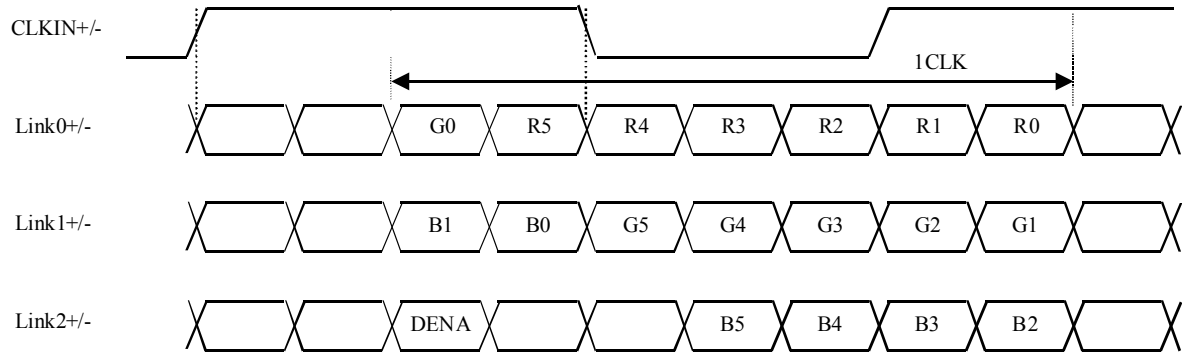 CLKIN+/-
1CLK
Link0+/- G0 R5 R4 R3 R2 R1 R0
Link1+/- B1 B0 G5 G4 G3 G2 G1
Link2+/- DENA B5 B4 B3 B2